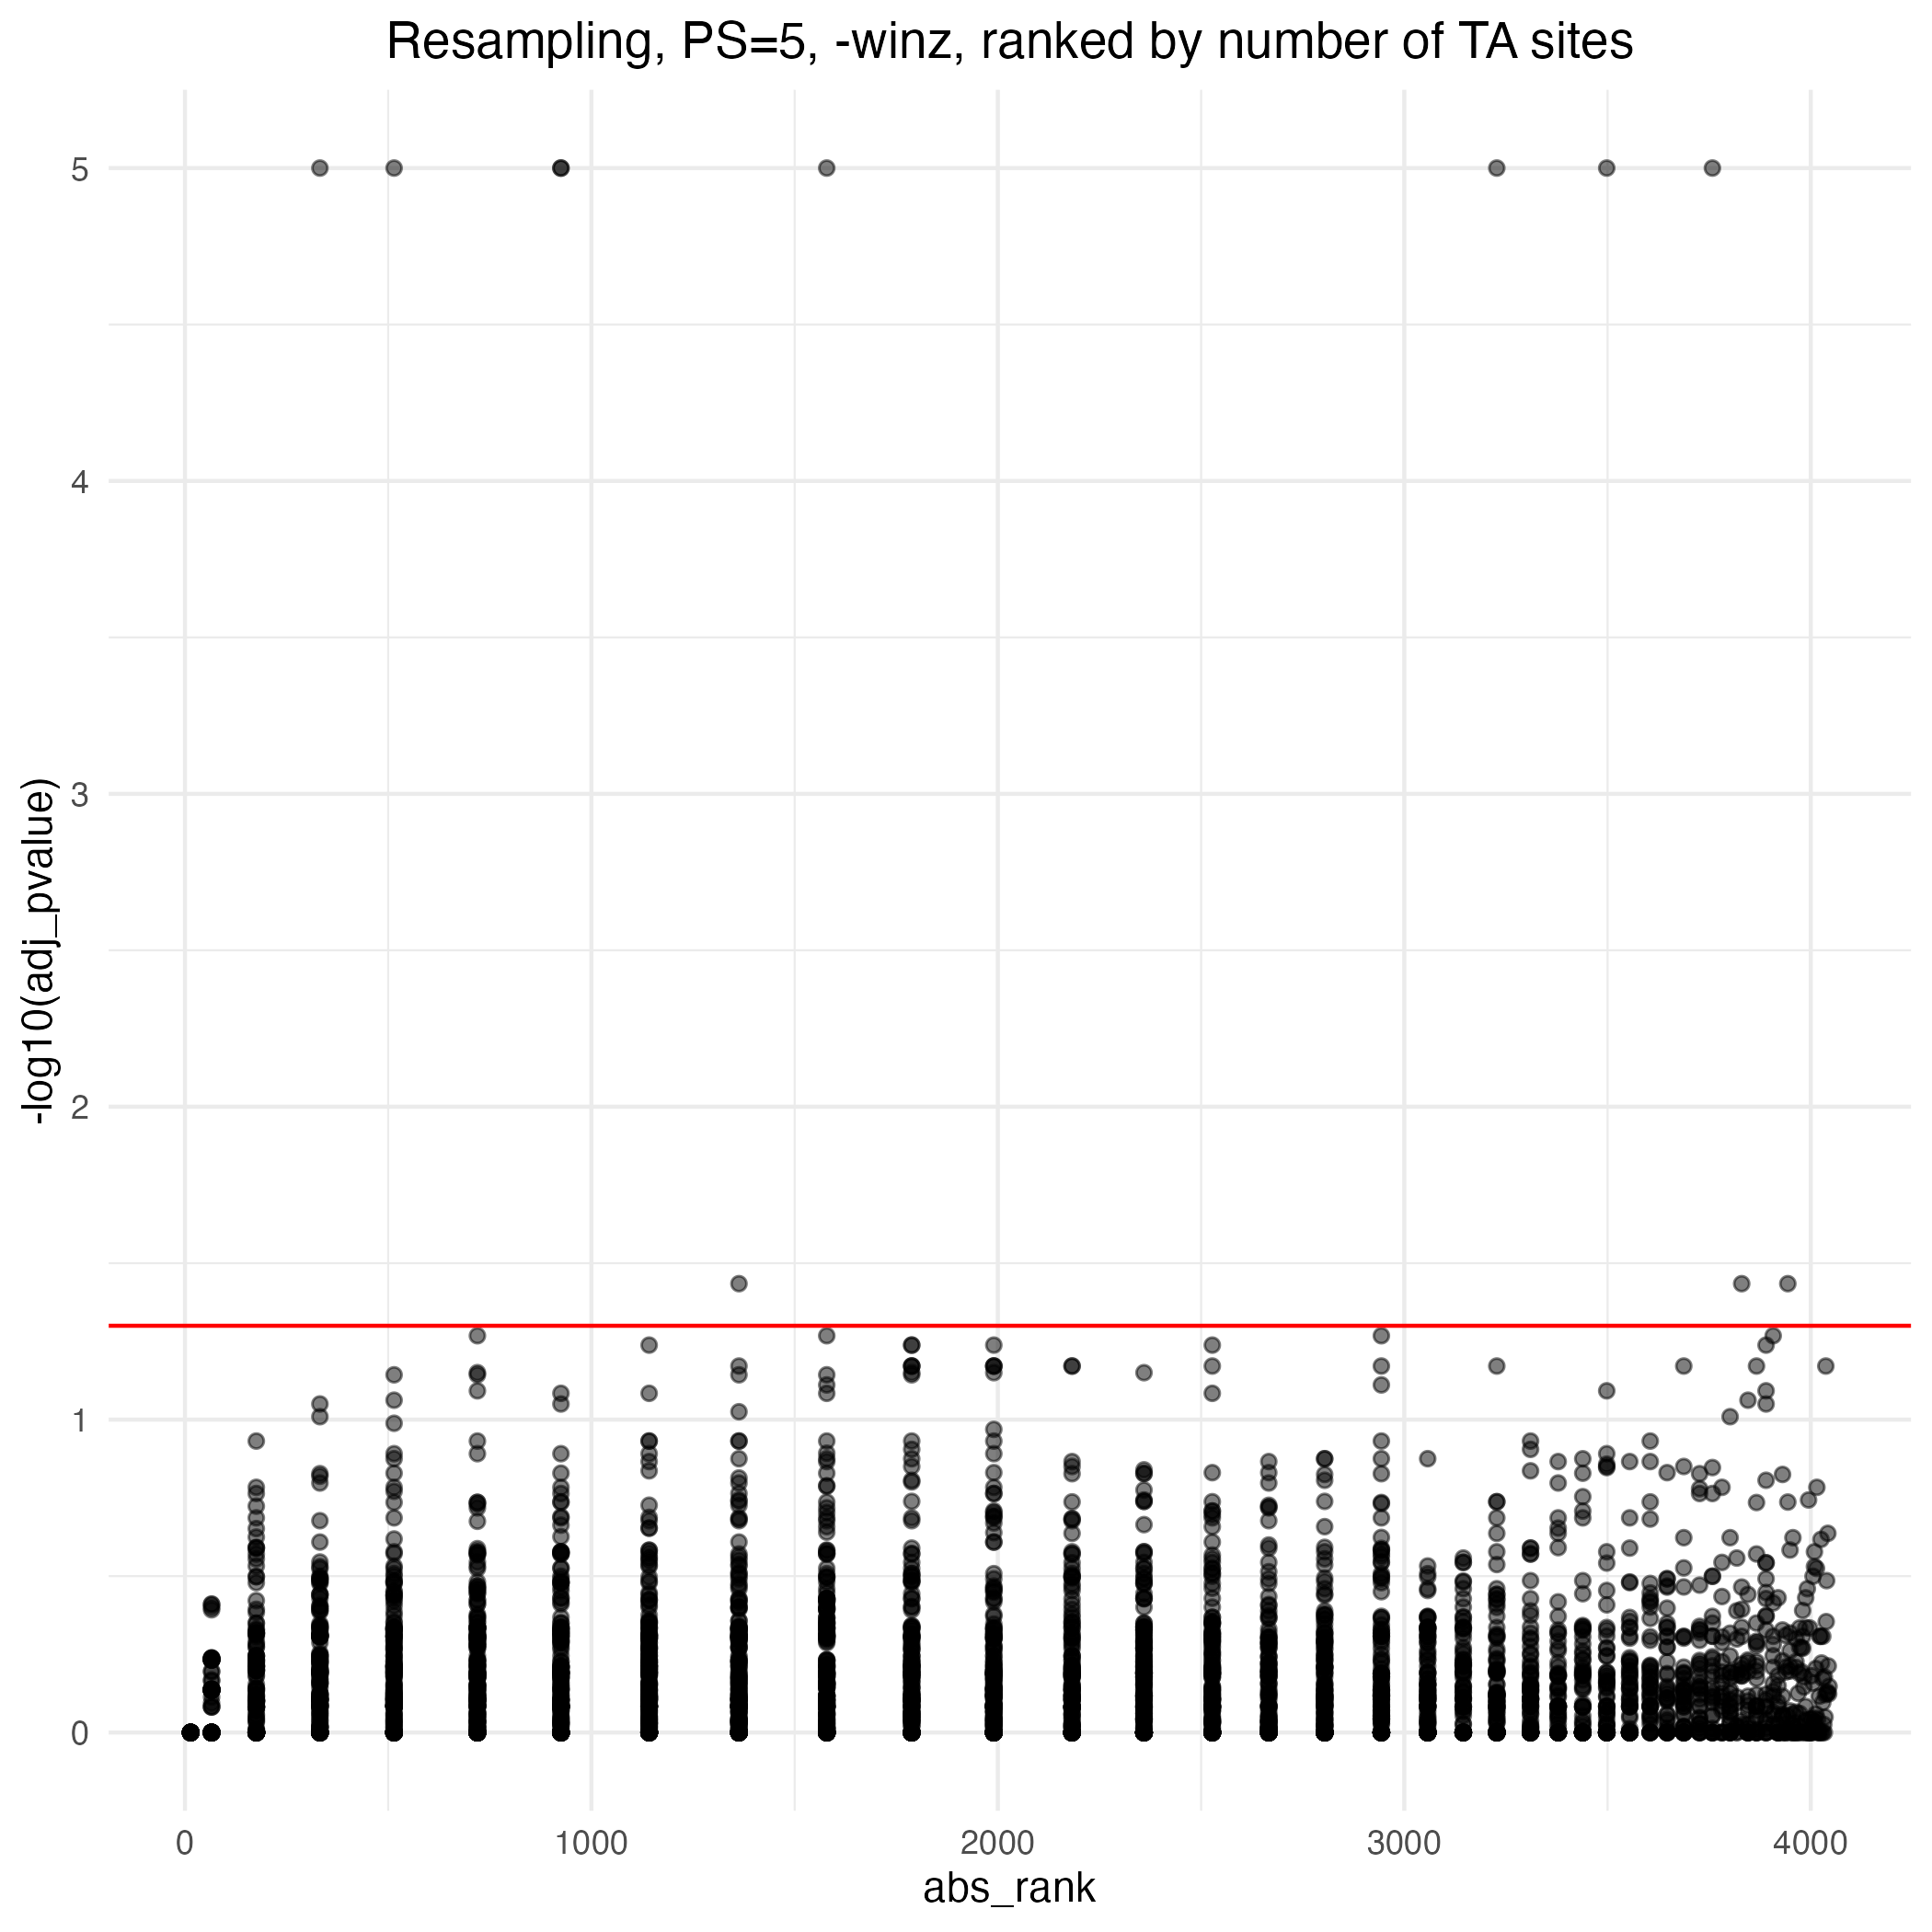 Resampling, PS=5, -winz, ranked by number of TA sites
-log10(adj_pvalue)
5
4
3
2
1
0
0 1000 2000 3000 4000
abs_rank